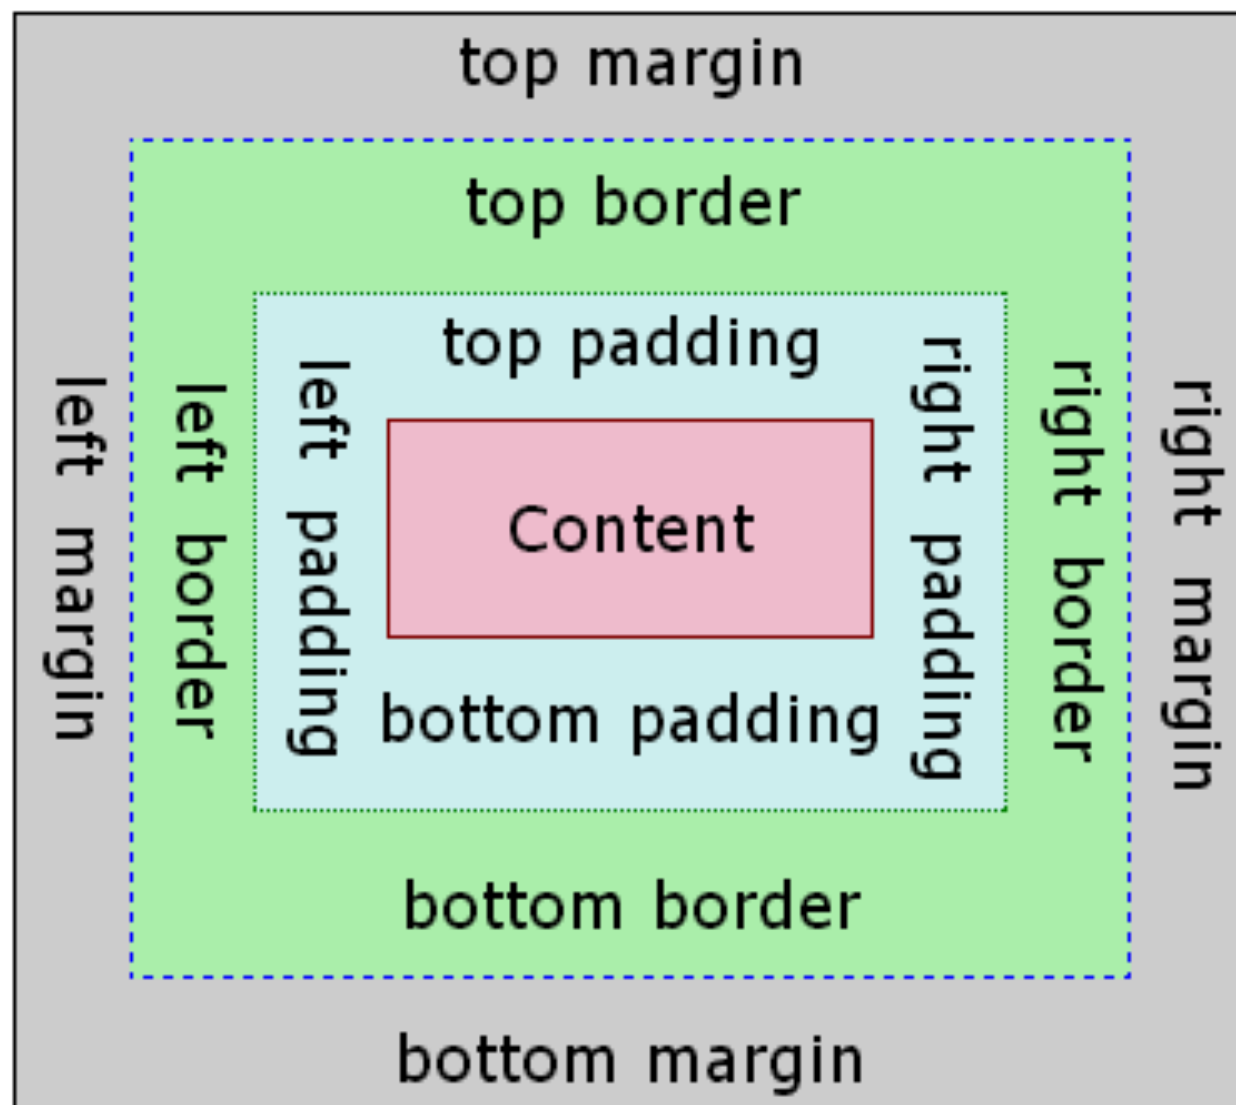 top margin
top border
top padding
left margin
left border
left padding
Content
right padding
right border
right margin
bottom padding
bottom border
bottom margin